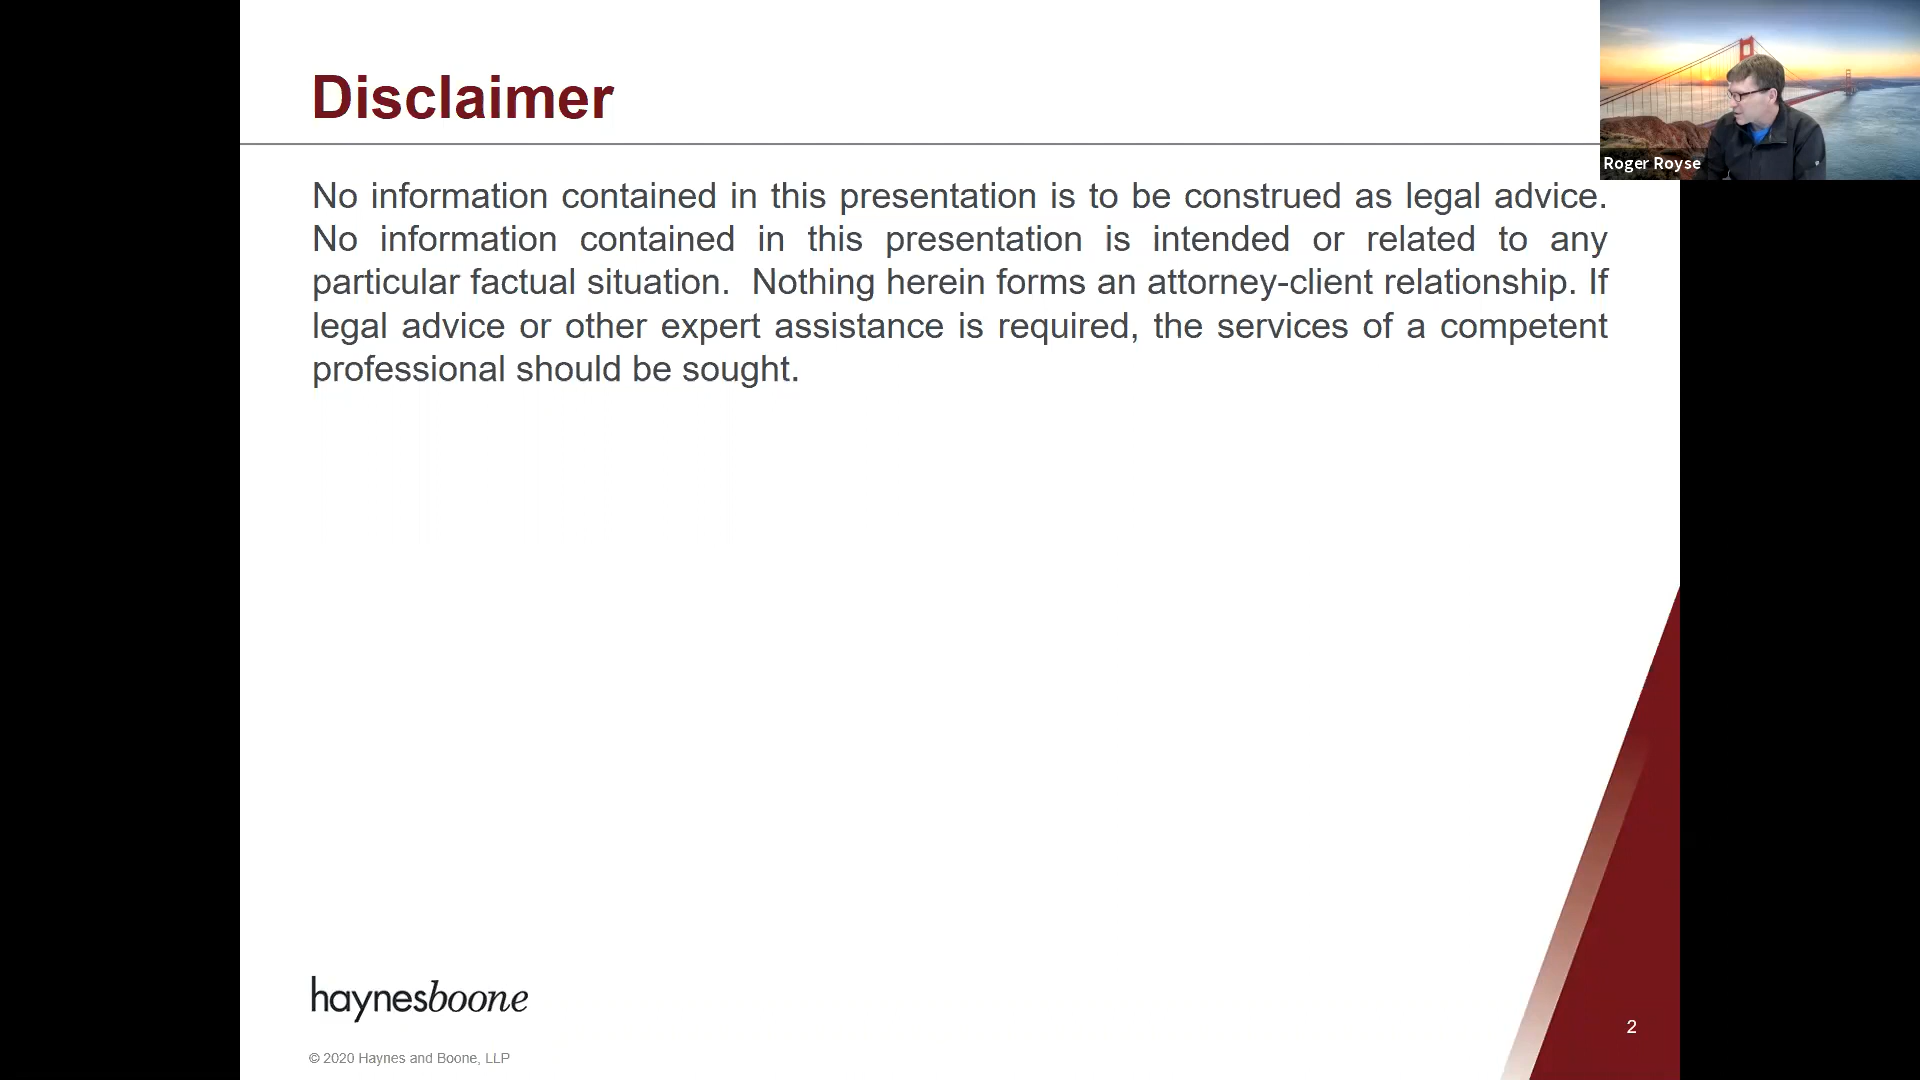 Disclaimer
Roger Royse
No information contained in this presentation is to be construed as legal advice.
No information contained in this presentation is intended or related to any
particular factual situation.  Nothing herein forms an attorney-client relationship. If
legal advice or other expert assistance is required, the services of a competent
professional should be sought.
haynesboone
2
© 2020 Haynes and Boone, LLP